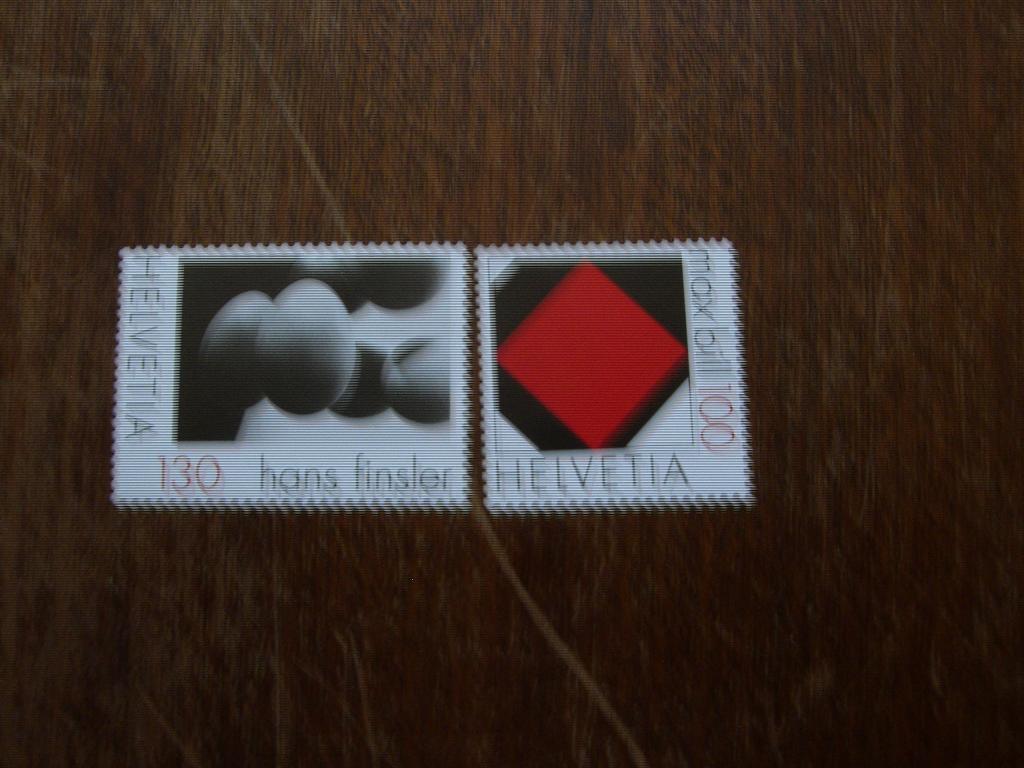 HELVETIA
130 hans finsler
max bill 100
HELVETIA